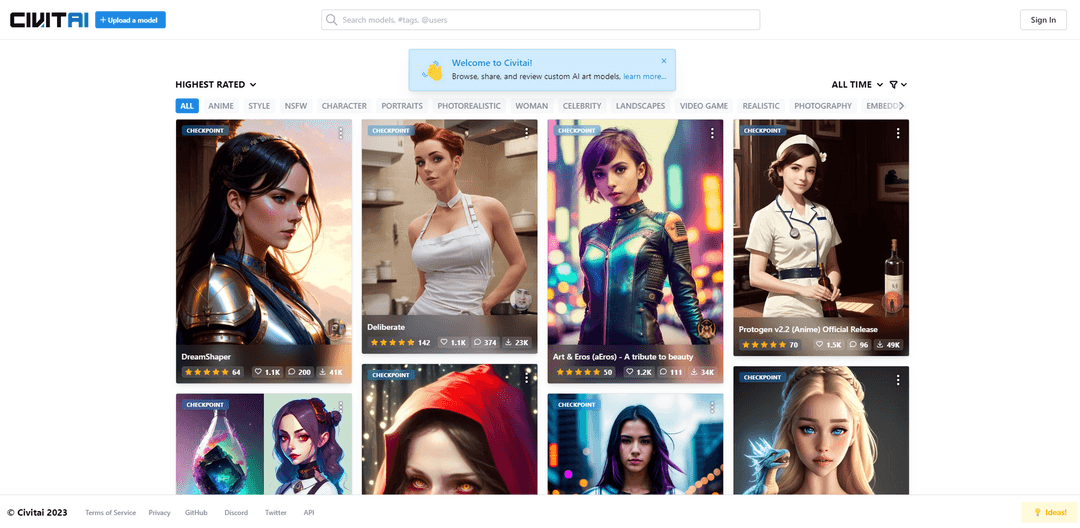 CIVITAI
+ Upload a model
Search models, #tags, @users
Sign In
Welcome to Civitai!
Browse, share, and review custom AI art models, learn more...
HIGHEST RATED
ALL TIME
ALL ANIME STYLE NSFW CHARACTER PORTRAITS PHOTOREALISTIC WOMAN CELEBRITY LANDSCAPES VIDEO GAME REALISTIC PHOTOGRAPHY EMBEDD
CHECKPOINT CHECKPOINT CHECKPOINT CHECKPOINT
Deliberate
142 1.1K 374 23K
Protogen v2.2 (Anime) Official Release
70 1.5K 96 49K
DreamShaper
64 1.1K 200 41K
Art & Eros (aEros) - A tribute to beauty
50 1.2K 111 34K
CHECKPOINT CHECKPOINT CHECKPOINT CHECKPOINT
© Civitai 2023 Terms of Service Privacy GitHub Discord Twitter API
Ideas!